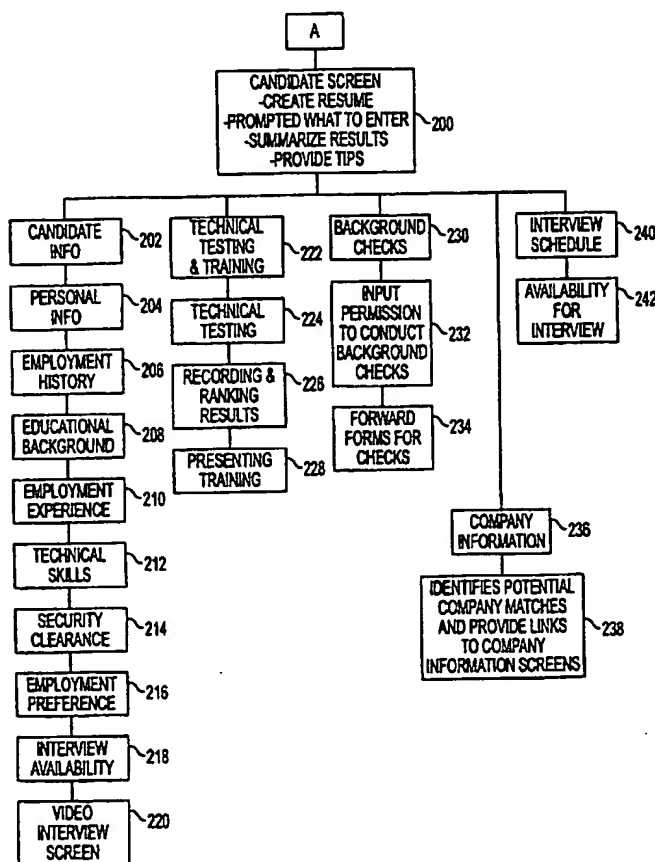 A
CANDIDATE SCREEN
-CREATE RESUME
-PROMPTED WHAT TO ENTER
-SUMMARIZE RESULTS
-PROVIDE TIPS
200
CANDIDATE
INFO
202
PERSONAL
INFO
204
EMPLOYMENT
HISTORY
206
EDUCATIONAL
BACKGROUND
208
EMPLOYMENT
EXPERIENCE
210
TECHNICAL
SKILLS
212
SECURITY
CLEARANCE
214
EMPLOYMENT
PREFERENCE
216
INTERVIEW
AVAILABILITY
218
VIDEO
INTERVIEW
SCREEN
220
TECHNICAL
TESTING
& TRAINING
222
TECHNICAL
TESTING
224
RECORDING &
RANKING
RESULTS
226
PRESENTING
TRAINING
228
BACKGROUND
CHECKS
230
INPUT
PERMISSION
TO CONDUCT
BACKGROUND
CHECKS
232
FORWARD
FORMS FOR
CHECKS
234
COMPANY
INFORMATION
236
IDENTIFIES POTENTIAL
COMPANY MATCHES
AND PROVIDE LINKS
TO COMPANY
INFORMATION SCREENS
238
INTERVIEW
SCHEDULE
240
AVAILABILITY
FOR
INTERVIEW
242